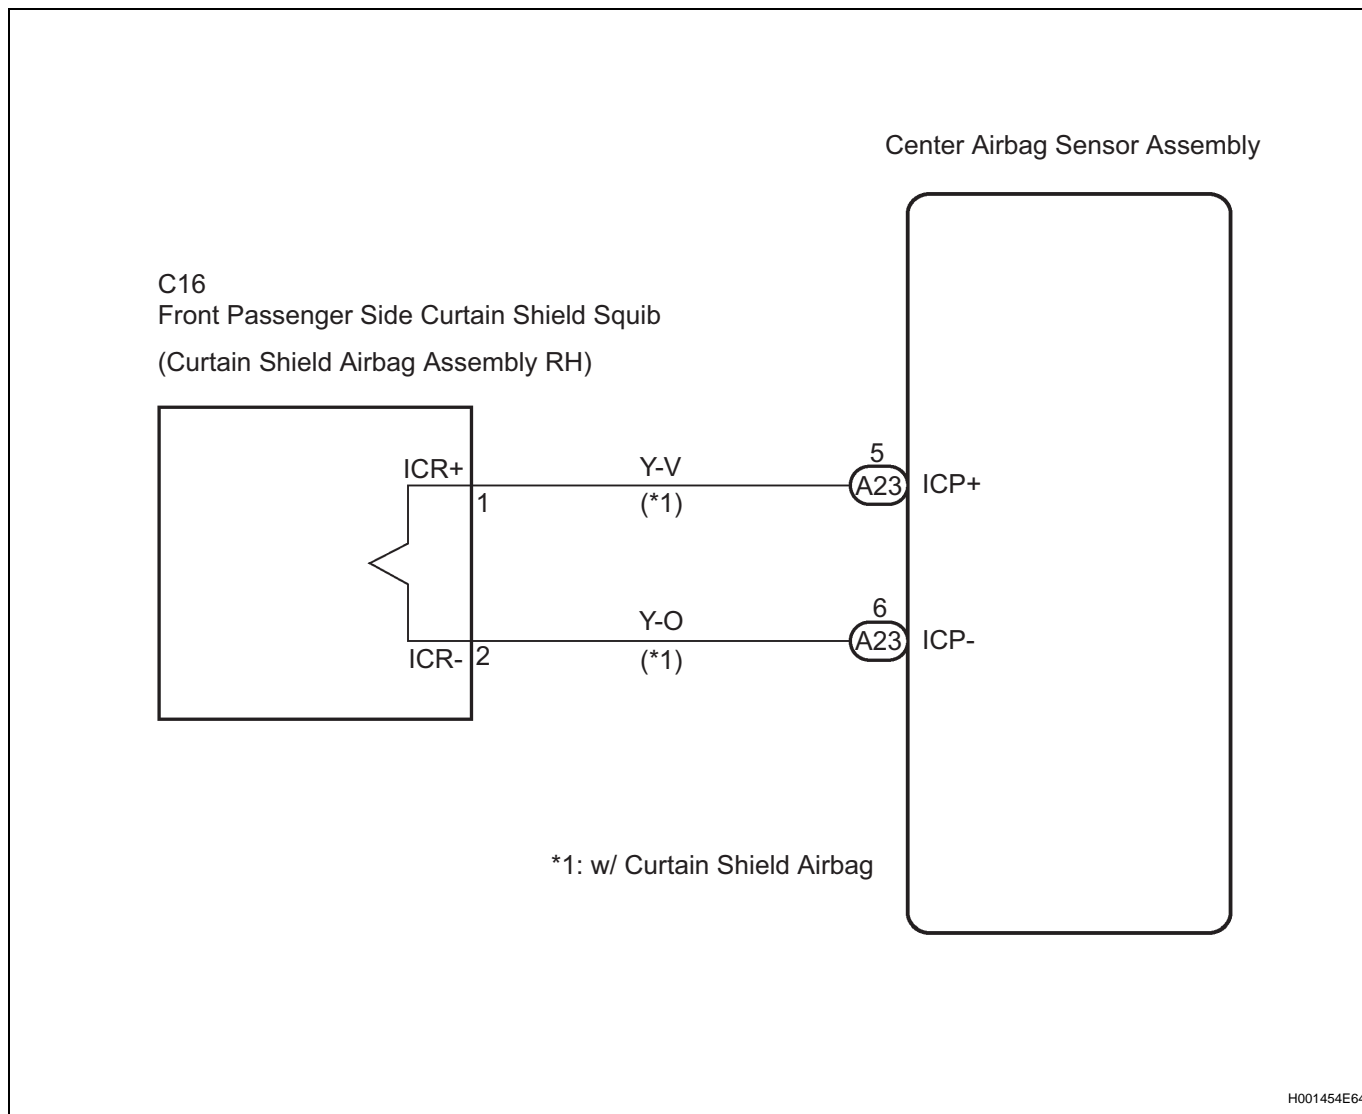 Center Airbag Sensor Assembly
C16
Front Passenger Side Curtain Shield Squib
(Curtain Shield Airbag Assembly RH)
ICR+
1
Y-V
(*1)
5
A23
ICP+
ICR-
2
Y-O
(*1)
6
A23
ICP-
*1: w/ Curtain Shield Airbag
H001454E64